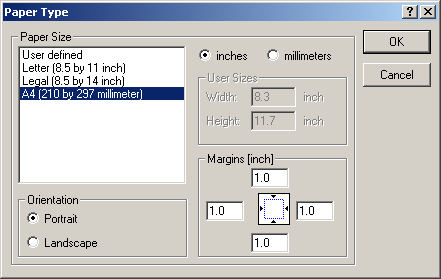 Paper Type
Paper Size
User defined
Letter (8.5 by 11 inch)
Legal (8.5 by 14 inch)
A4 (210 by 297 millimeter)
Orientation
Portrait
Landscape
inches millimeters
User Sizes
Width: 8.3 inch
Height: 11.7 inch
Margins [inch]
1.0
1.0 1.0
1.0
OK
Cancel